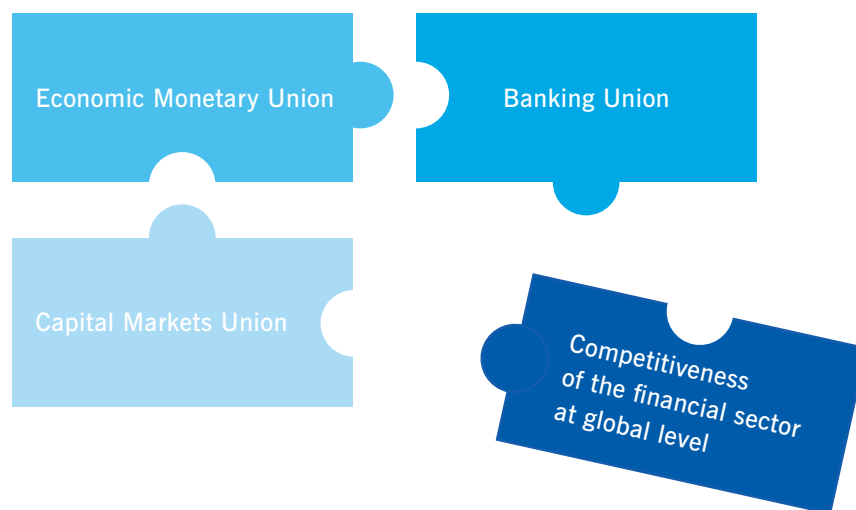 Economic Monetary Union
Banking Union
Capital Markets Union
Competitiveness
of the financial sector
at global level